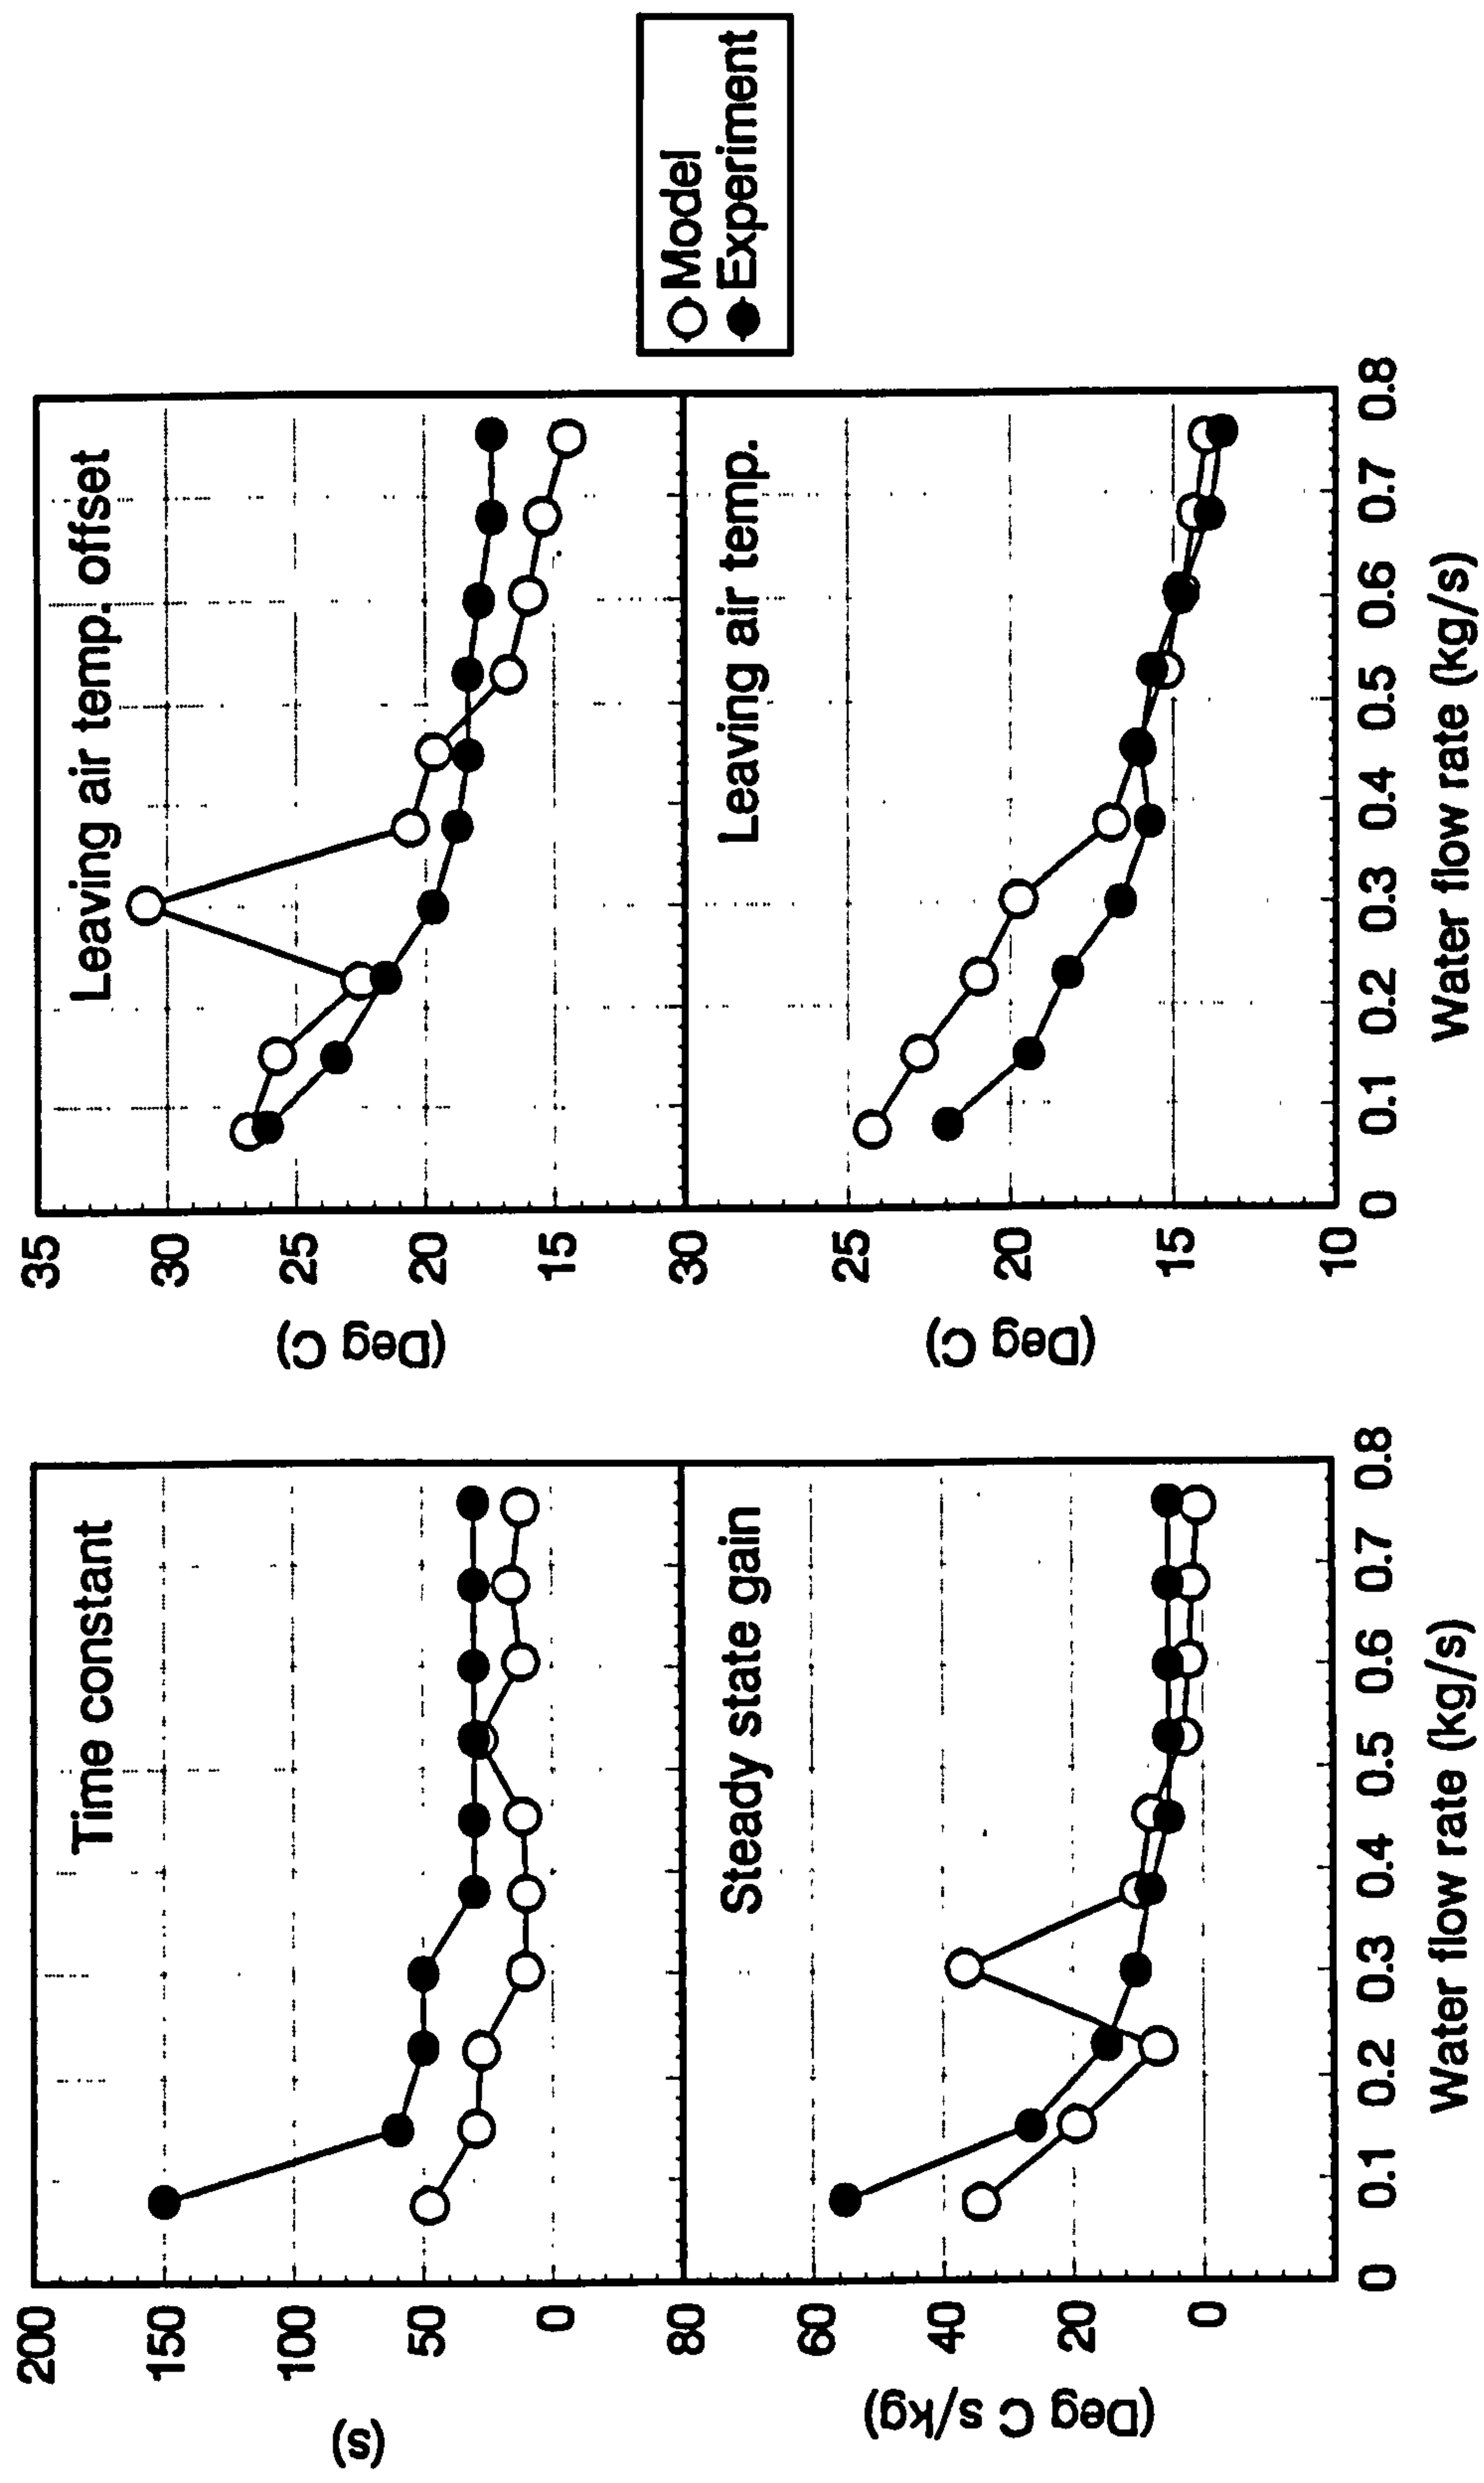 Time constant
200
150
100
50
0
(s)
Steady state gain
80
60
40
20
0
(Deg C s/kg)
0 0.1 0.2 0.3 0.4 0.5 0.6 0.7 0.8
Water flow rate (kg/s)
Leaving air temp. offset
35
30
25
20
15
(Deg C)
Leaving air temp.
30
25
20
15
10
(Deg C)
0 0.1 0.2 0.3 0.4 0.5 0.6 0.7 0.8
Water flow rate (kg/s)
Model
Experiment